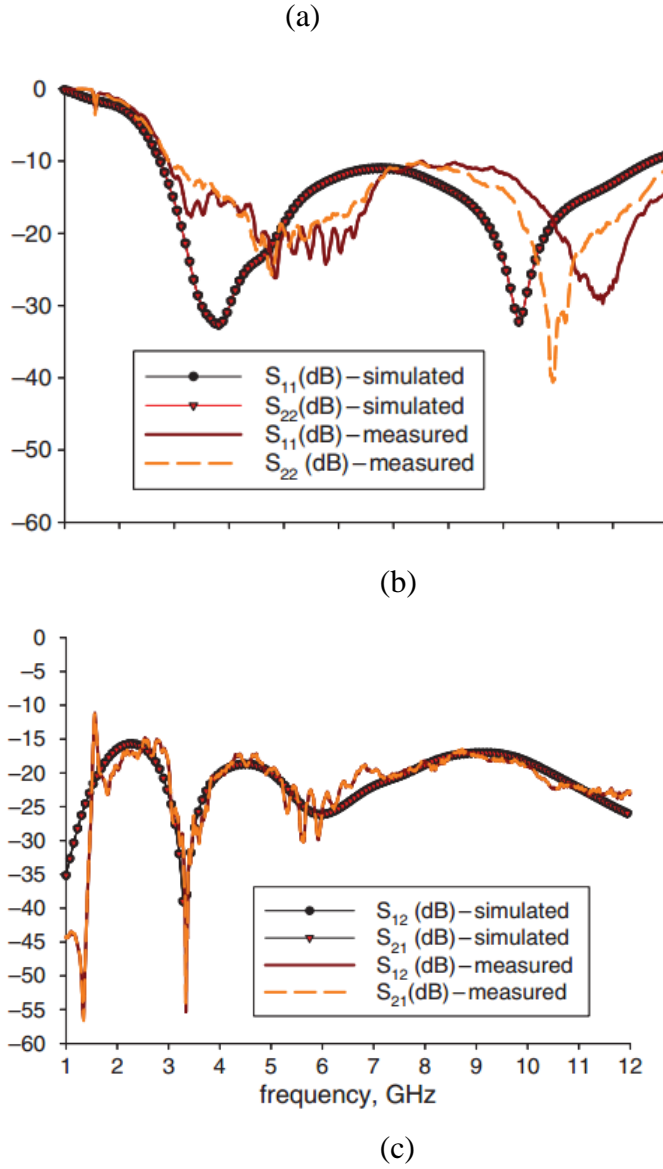 (a)
0
–10
–20
–30
–40
–50
–60
S11(dB)–simulated
S22(dB)–simulated
S11(dB)–measured
S22 (dB)–measured
(b)
0
–5
–10
–15
–20
–25
–30
–35
–40
–45
–50
–55
–60
S12 (dB)–simulated
S21 (dB)–simulated
S12 (dB)–measured
S21(dB)–measured
1 2 3 4 5 6 7 8 9 10 11 12
frequency, GHz
(c)